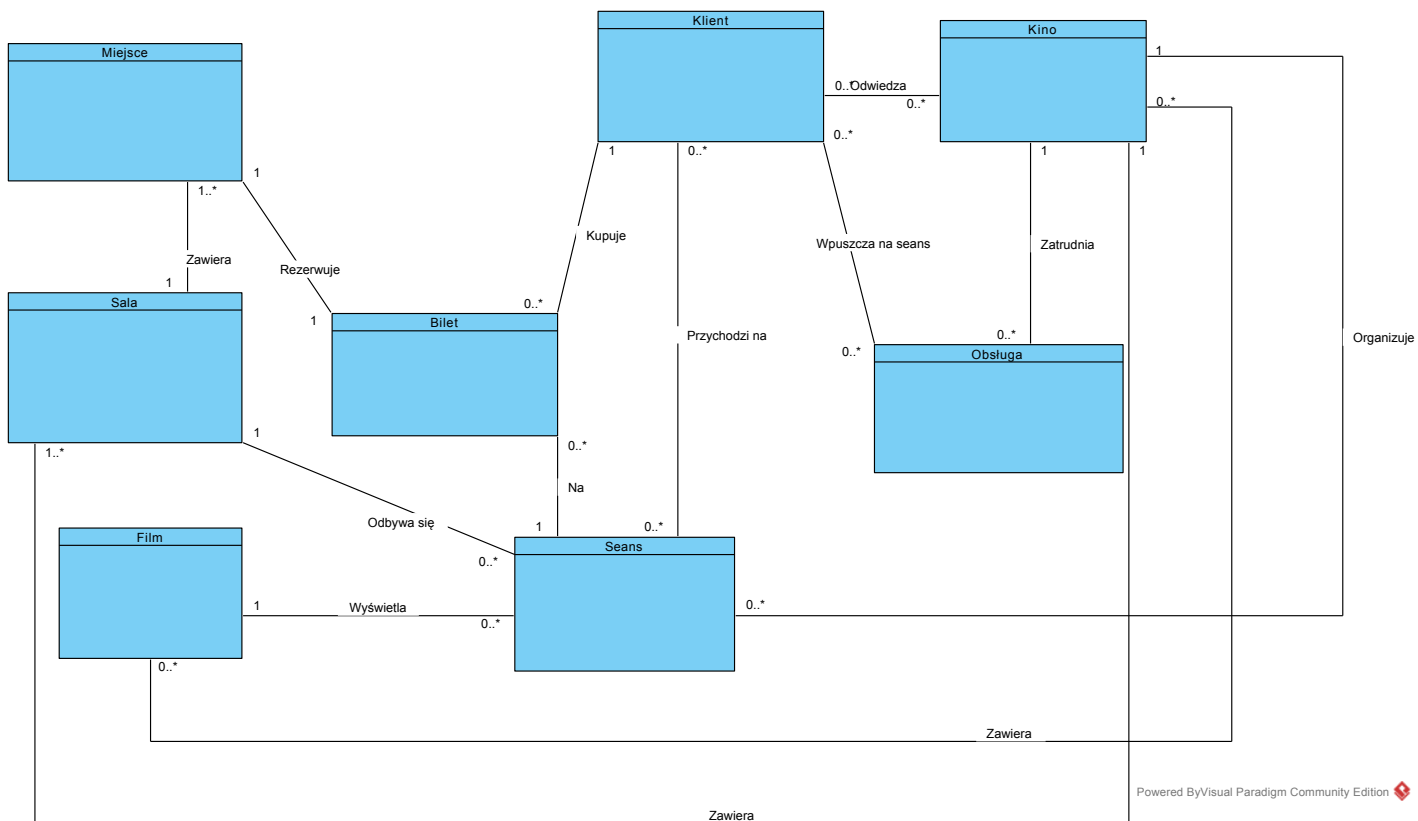 Klient
Kino
Miejsce
1
0..*
Odwiedza
0..*
0..*
0..*
1
0..*
1
1
1..*
1
Kupuje
Wpuszcza na seans
Zatrudnia
Zawiera
Rezerwuje
1
0..*
Sala
1
Bilet
Przychodzi na
0..*
Organizuje
0..*
Obsługa
1
0..*
1..*
Na
Odbywa się
1
0..*
Film
Seans
0..*
1
Wyświetla
0..*
0..*
0..*
Zawiera
Powered ByVisual Paradigm Community Edition
Zawiera